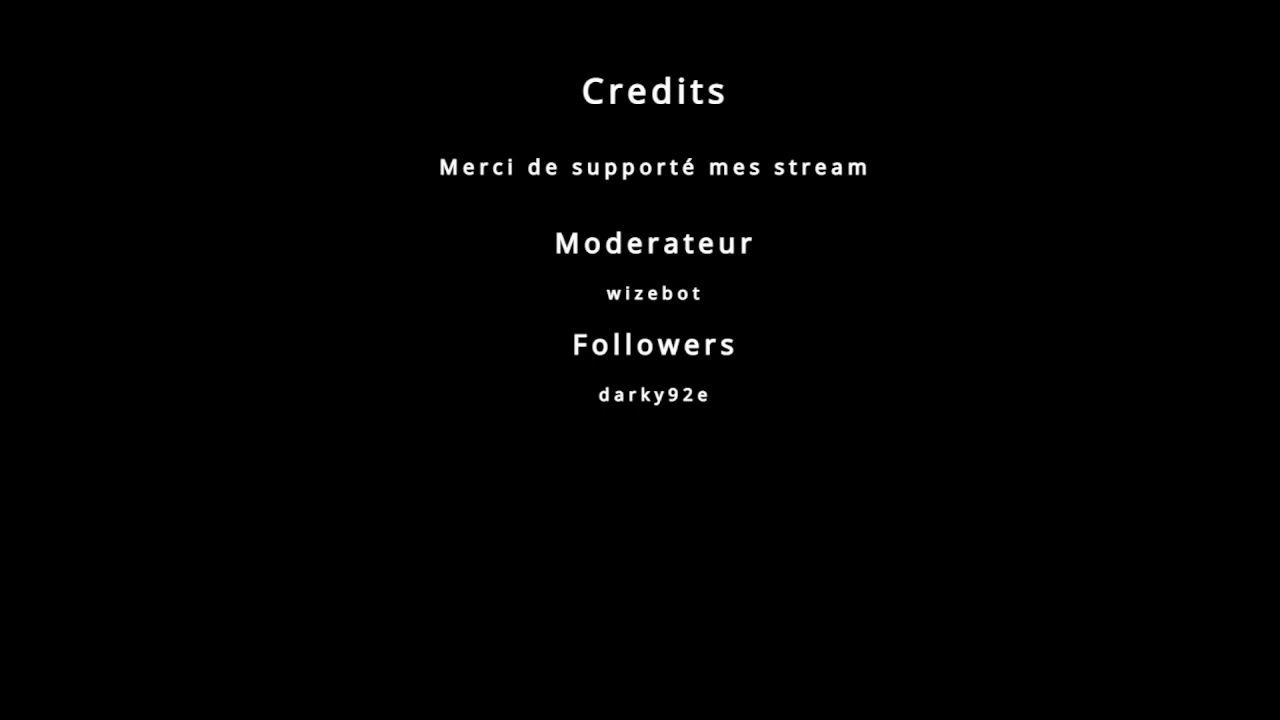 Credits
Merci de supporté mes stream
Moderateur
wizebot
Followers
darky92e